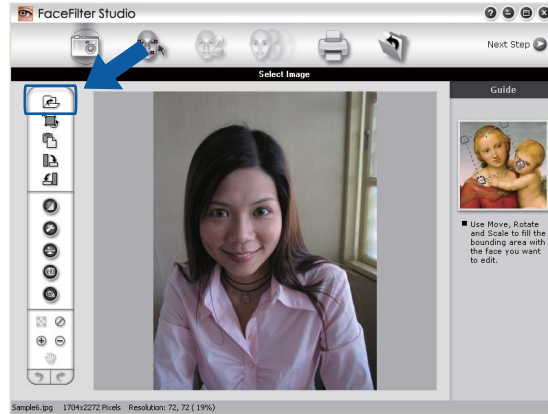 FaceFilter Studio
Next Step
Select Image
Guide
Use Move, Rotate
and Scale to fill the
bounding area with
the face you want
to edit.
Sample6.jpg 1704x2272 Pixels Resolution: 72, 72 ( 19%)